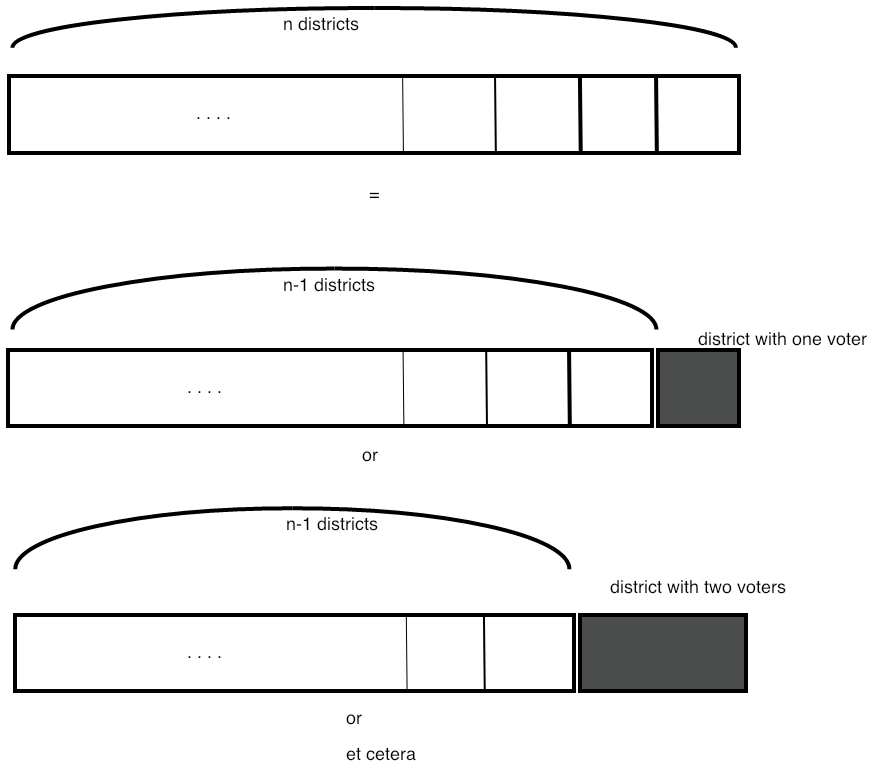 n districts
. . . .
=
n-1 districts
district with one voter
. . . .
or
n-1 districts
district with two voters
. . . .
or
et cetera